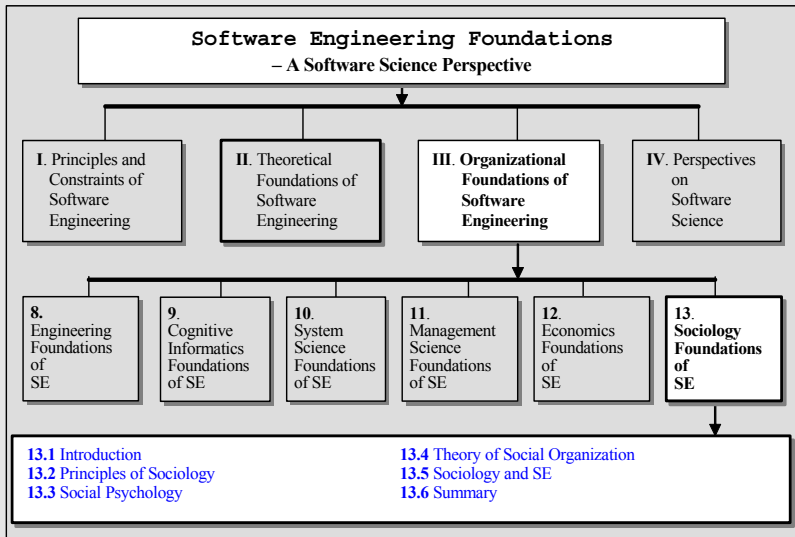 Software Engineering Foundations
– A Software Science Perspective
I. Principles and
Constraints of
Software
Engineering
II. Theoretical
Foundations of
Software
Engineering
III. Organizational
Foundations of
Software
Engineering
IV. Perspectives
on
Software
Science
8.
Engineering
Foundations
of
SE
9.
Cognitive
Informatics
Foundations
of SE
10.
System
Science
Foundations
of SE
11.
Management
Science
Foundations
of SE
12.
Economics
Foundations
of
SE
13.
Sociology
Foundations
of
SE
13.1 Introduction
13.2 Principles of Sociology
13.3 Social Psychology
13.4 Theory of Social Organization
13.5 Sociology and SE
13.6 Summary